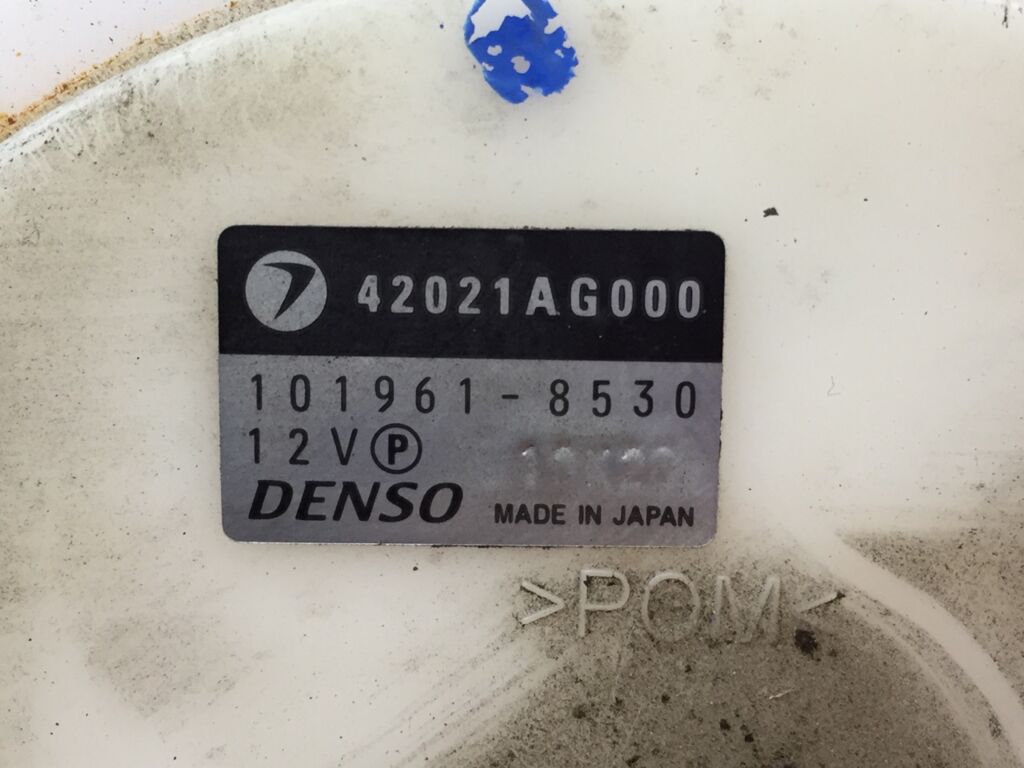 42021AG000
101961-8530
12V Ⓟ
DENSO MADE IN JAPAN
>POM<